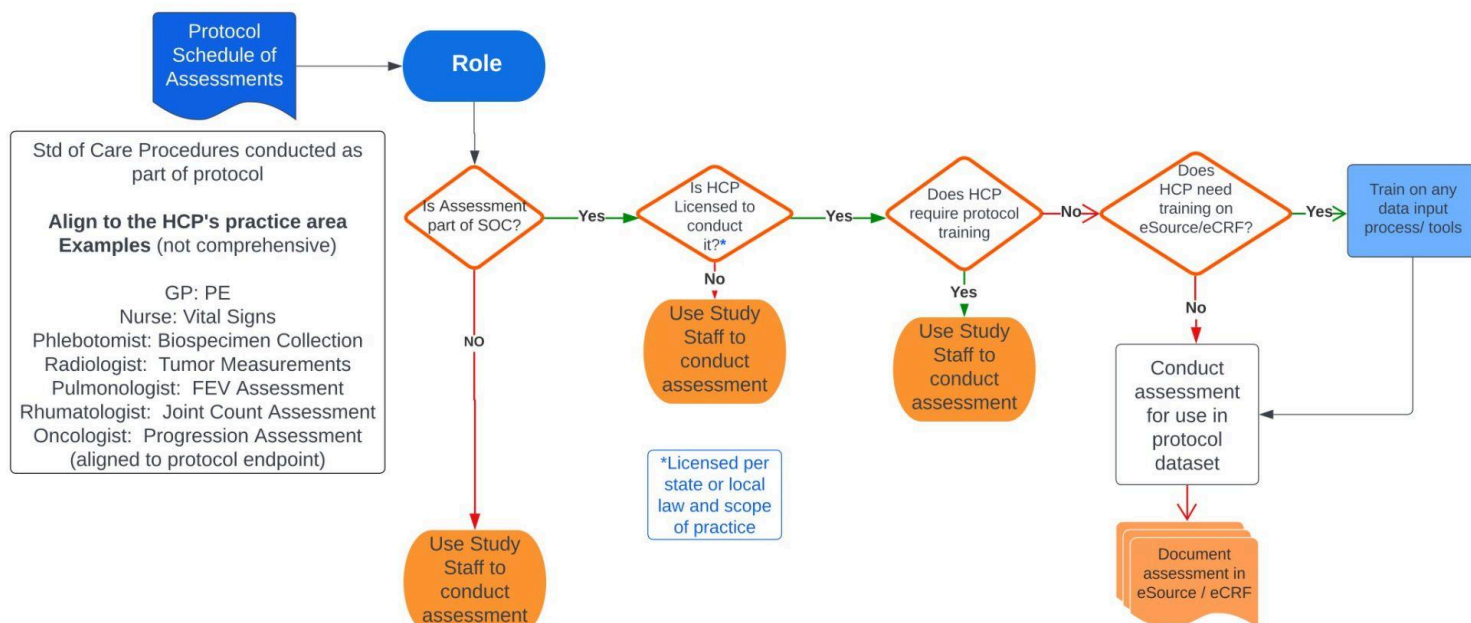 Protocol
Schedule of
Assessments
Role
Std of Care Procedures conducted as
part of protocol
Align to the HCP's practice area
Examples (not comprehensive)
GP: PE
Nurse: Vital Signs
Phlebotomist: Biospecimen Collection
Radiologist: Tumor Measurements
Pulmonologist: FEV Assessment
Rhumatologist: Joint Count Assessment
Oncologist: Progression Assessment
(aligned to protocol endpoint)
Is Assessment
part of SOC?
Yes
NO
Use Study
Staff to
conduct
assessment
Is HCP
Licensed to
conduct
it?*
Yes
No
Use Study
Staff to
conduct
assessment
*Licensed per
state or local
law and scope
of practice
Does HCP
require protocol
training
No
Yes
Use Study
Staff to
conduct
assessment
Does
HCP need
training on
eSource/eCRF?
Yes
No
Train on any
data input
process/ tools
Conduct
assessment
for use in
protocol
dataset
Document
assessment in
eSource / eCRF